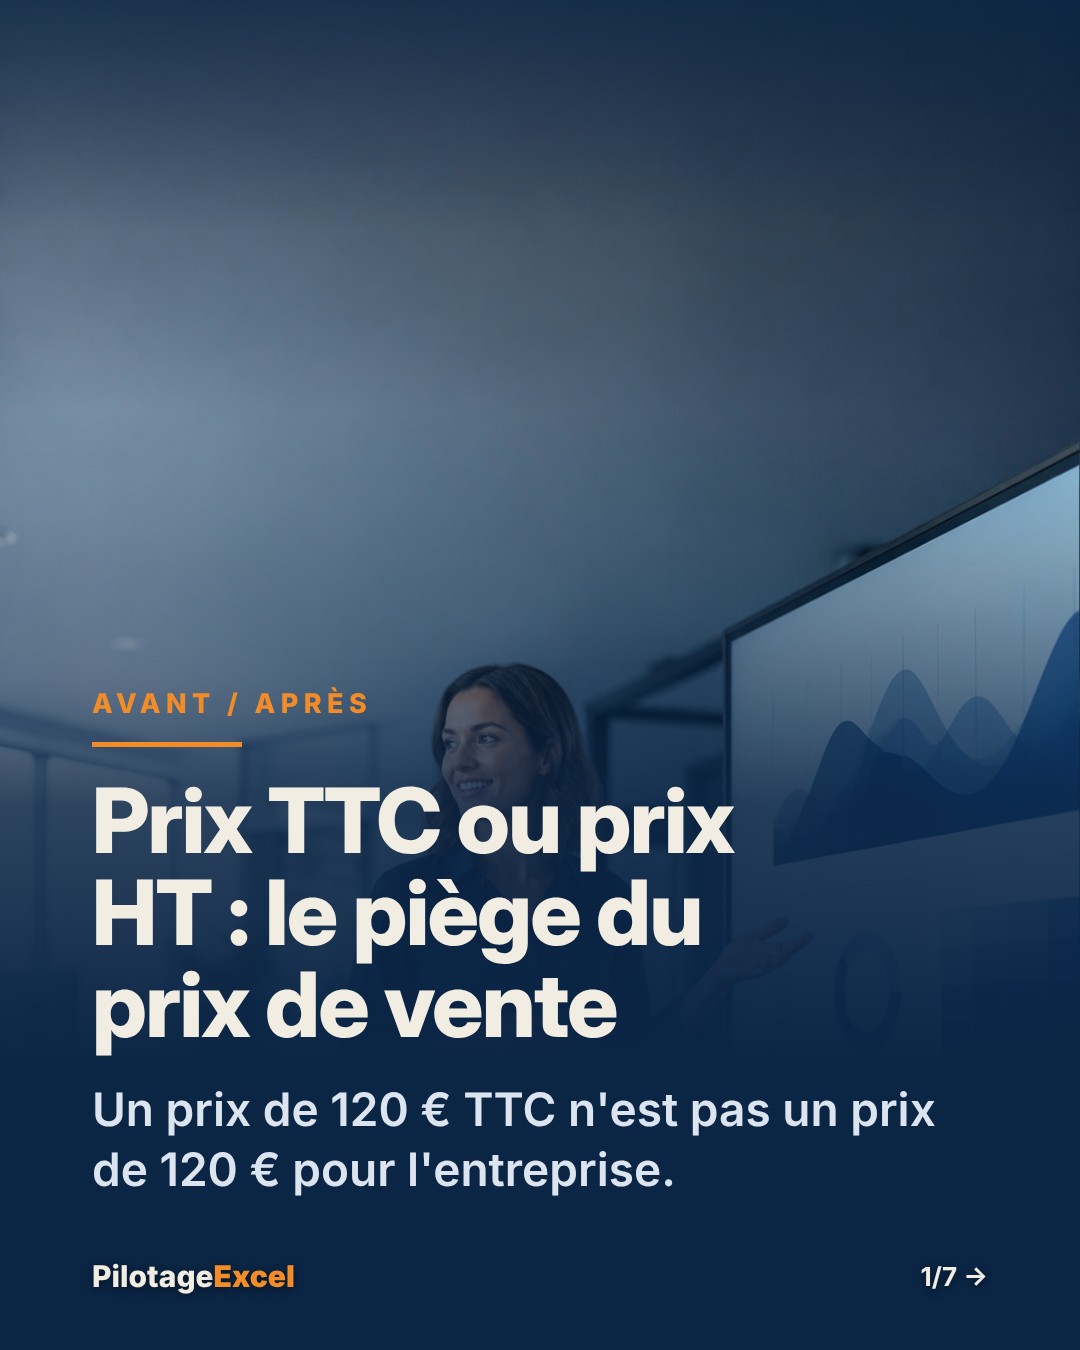 AVANT / APRÈS
Prix TTC ou prix
HT : le piège du
prix de vente
Un prix de 120 € TTC n'est pas un prix
de 120 € pour l'entreprise.
PilotageExcel
1/7 →